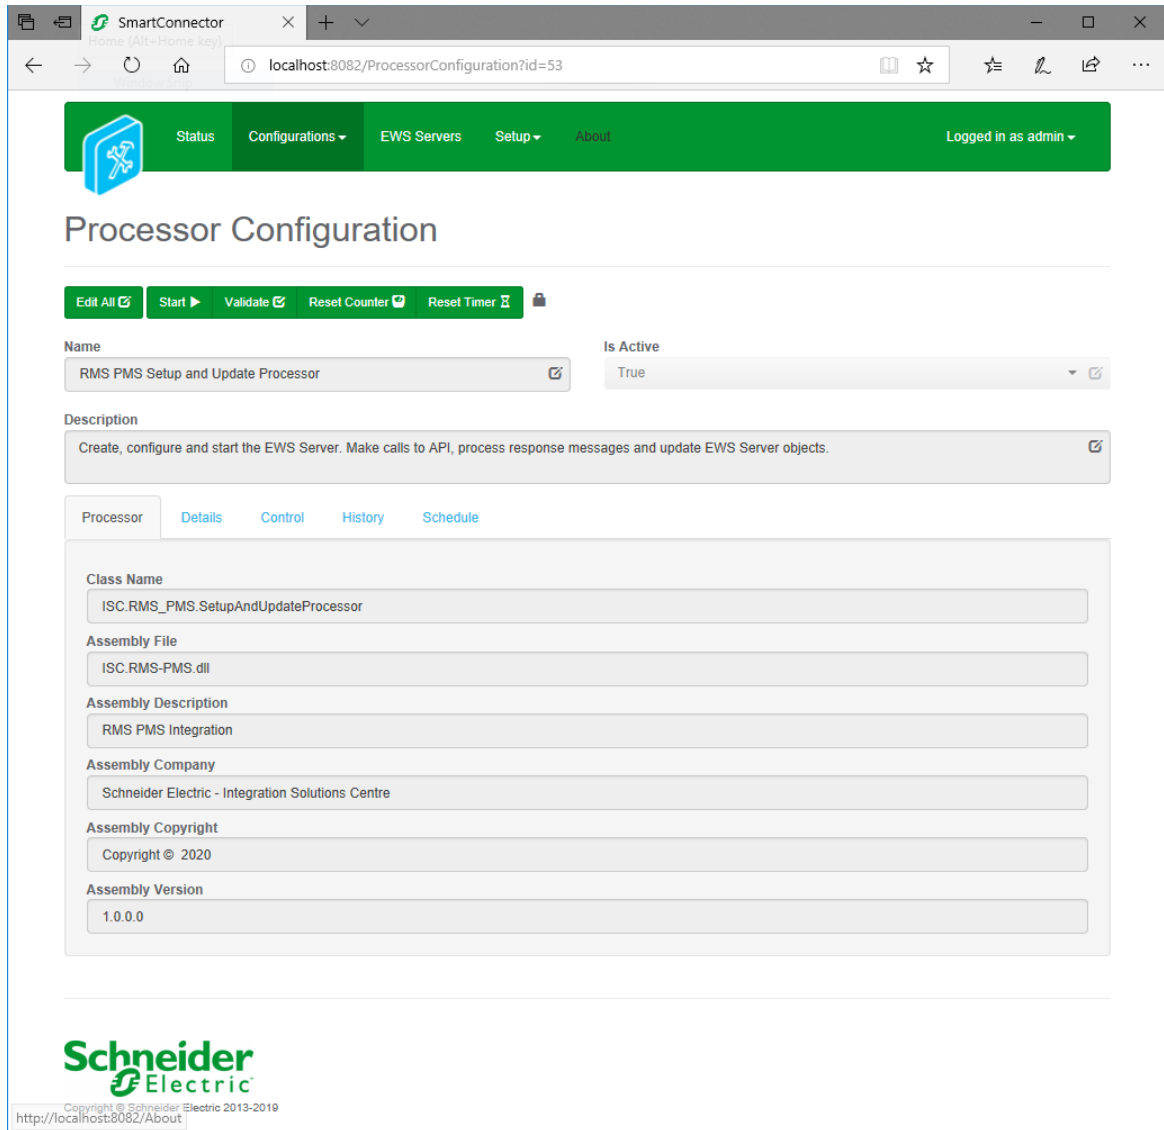 SmartConnector
Home (Alt+Home key)
localhost:8082/ProcessorConfiguration?id=53
Status Configurations EWS Servers Setup About Logged in as admin
Processor Configuration
Edit All Start Validate Reset Counter Reset Timer
Name Is Active
RMS PMS Setup and Update Processor True
Description
Create, configure and start the EWS Server. Make calls to API, process response messages and update EWS Server objects.
Processor Details Control History Schedule
Class Name
ISC.RMS_PMS.SetupAndUpdateProcessor
Assembly File
ISC.RMS-PMS.dll
Assembly Description
RMS PMS Integration
Assembly Company
Schneider Electric - Integration Solutions Centre
Assembly Copyright
Copyright © 2020
Assembly Version
1.0.0.0
Schneider
Electric
Copyright © Schneider Electric 2013-2019
http://localhost:8082/About